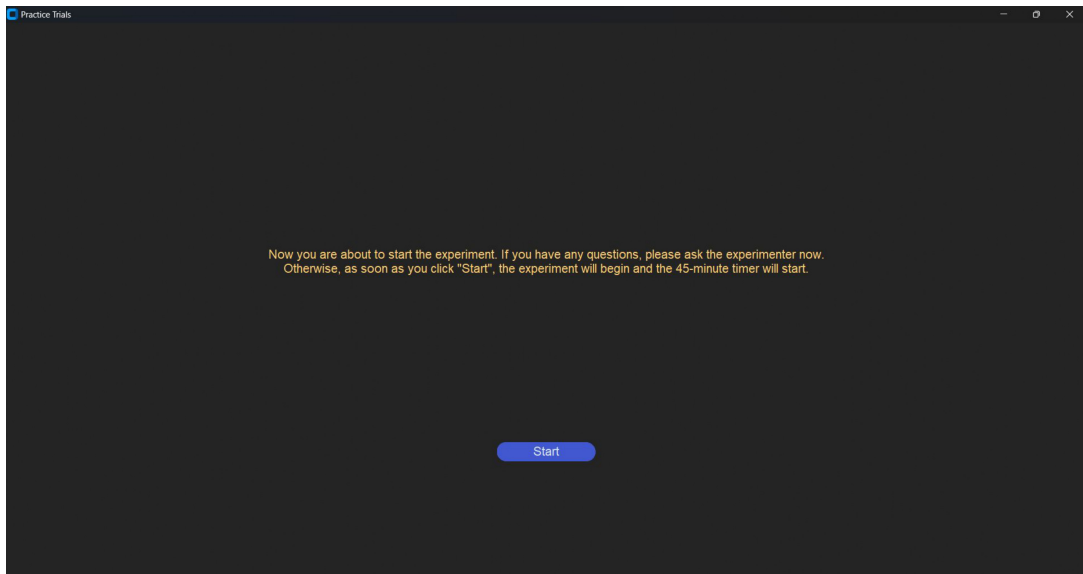 Practice Trials
Now you are about to start the experiment. If you have any questions, please ask the experimenter now.
Otherwise, as soon as you click "Start", the experiment will begin and the 45-minute timer will start.
Start